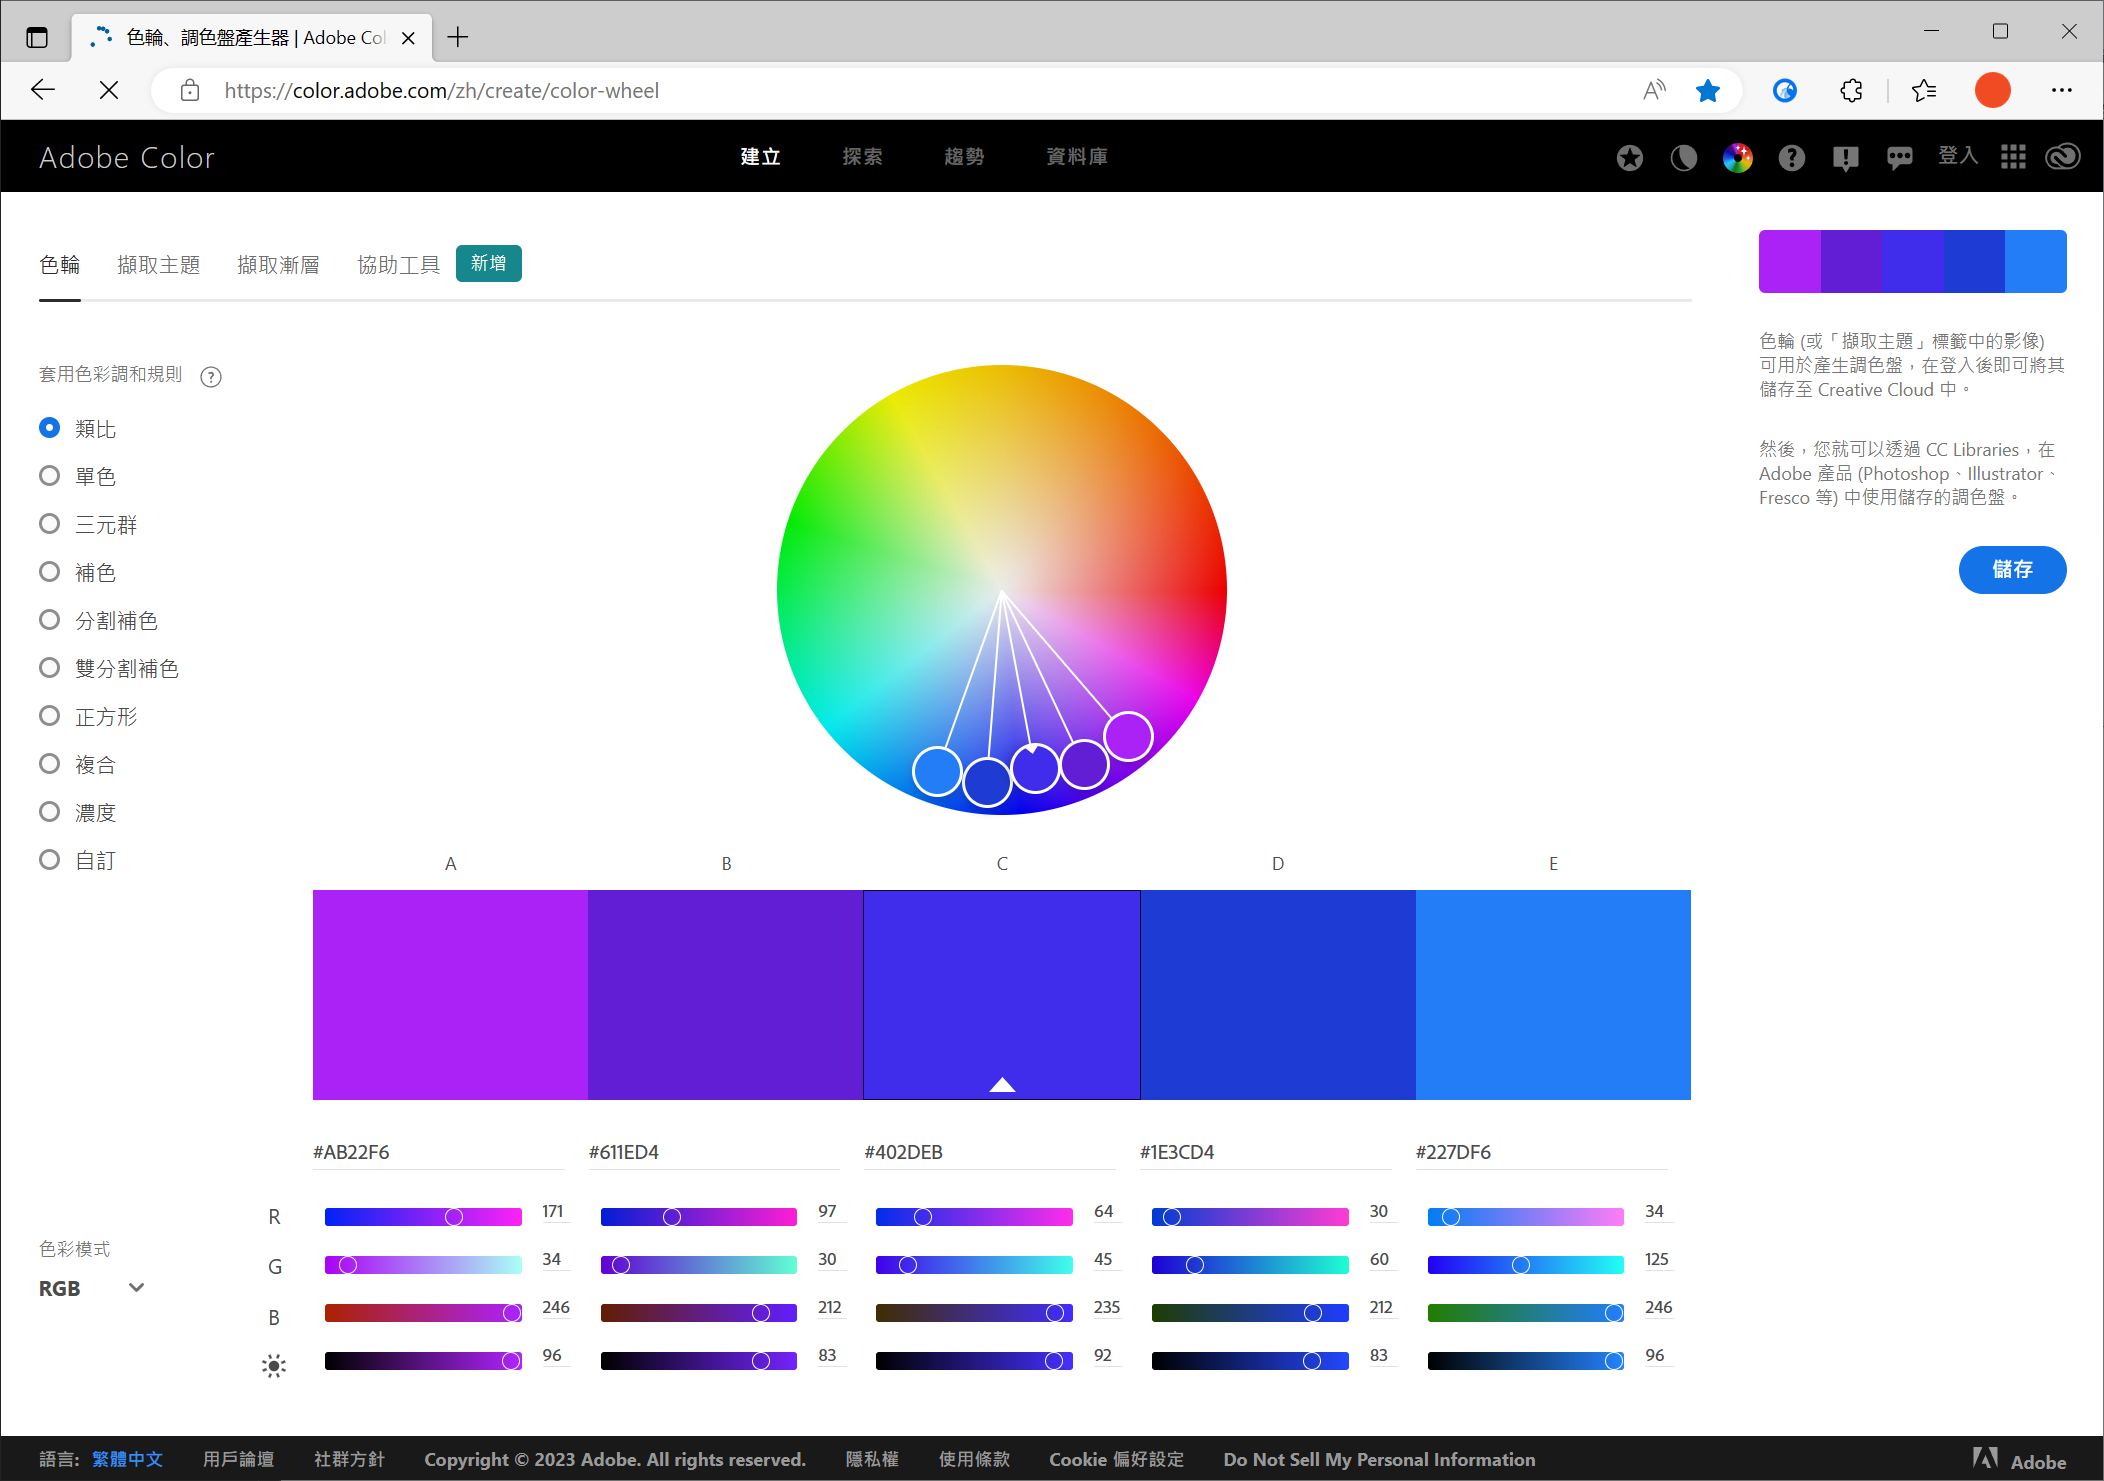 色輪、調色盤產生器 | Adobe Col
https://color.adobe.com/zh/create/color-wheel
Adobe Color
建立 探索 趨勢 資料庫
登入
色輪 擷取主題 擷取漸層 協助工具 新增
套用色彩調和規則 ?
類比
單色
三元群
補色
分割補色
雙分割補色
正方形
複合
濃度
自訂
色輪 (或「擷取主題」標籤中的影像)
可用於產生調色盤，在登入後即可將其
儲存至 Creative Cloud 中。
然後，您就可以透過 CC Libraries，在
Adobe 產品 (Photoshop、Illustrator、
Fresco 等) 中使用儲存的調色盤。
儲存
A B C D E
#AB22F6 #611ED4 #402DEB #1E3CD4 #227DF6
R 171 97 64 30 34
G 34 30 45 60 125
B 246 212 235 212 246
96 83 92 83 96
色彩模式
RGB
語言: 繁體中文 用戶論壇 社群方針 Copyright © 2023 Adobe. All rights reserved. 隱私權 使用條款 Cookie 偏好設定 Do Not Sell My Personal Information Adobe